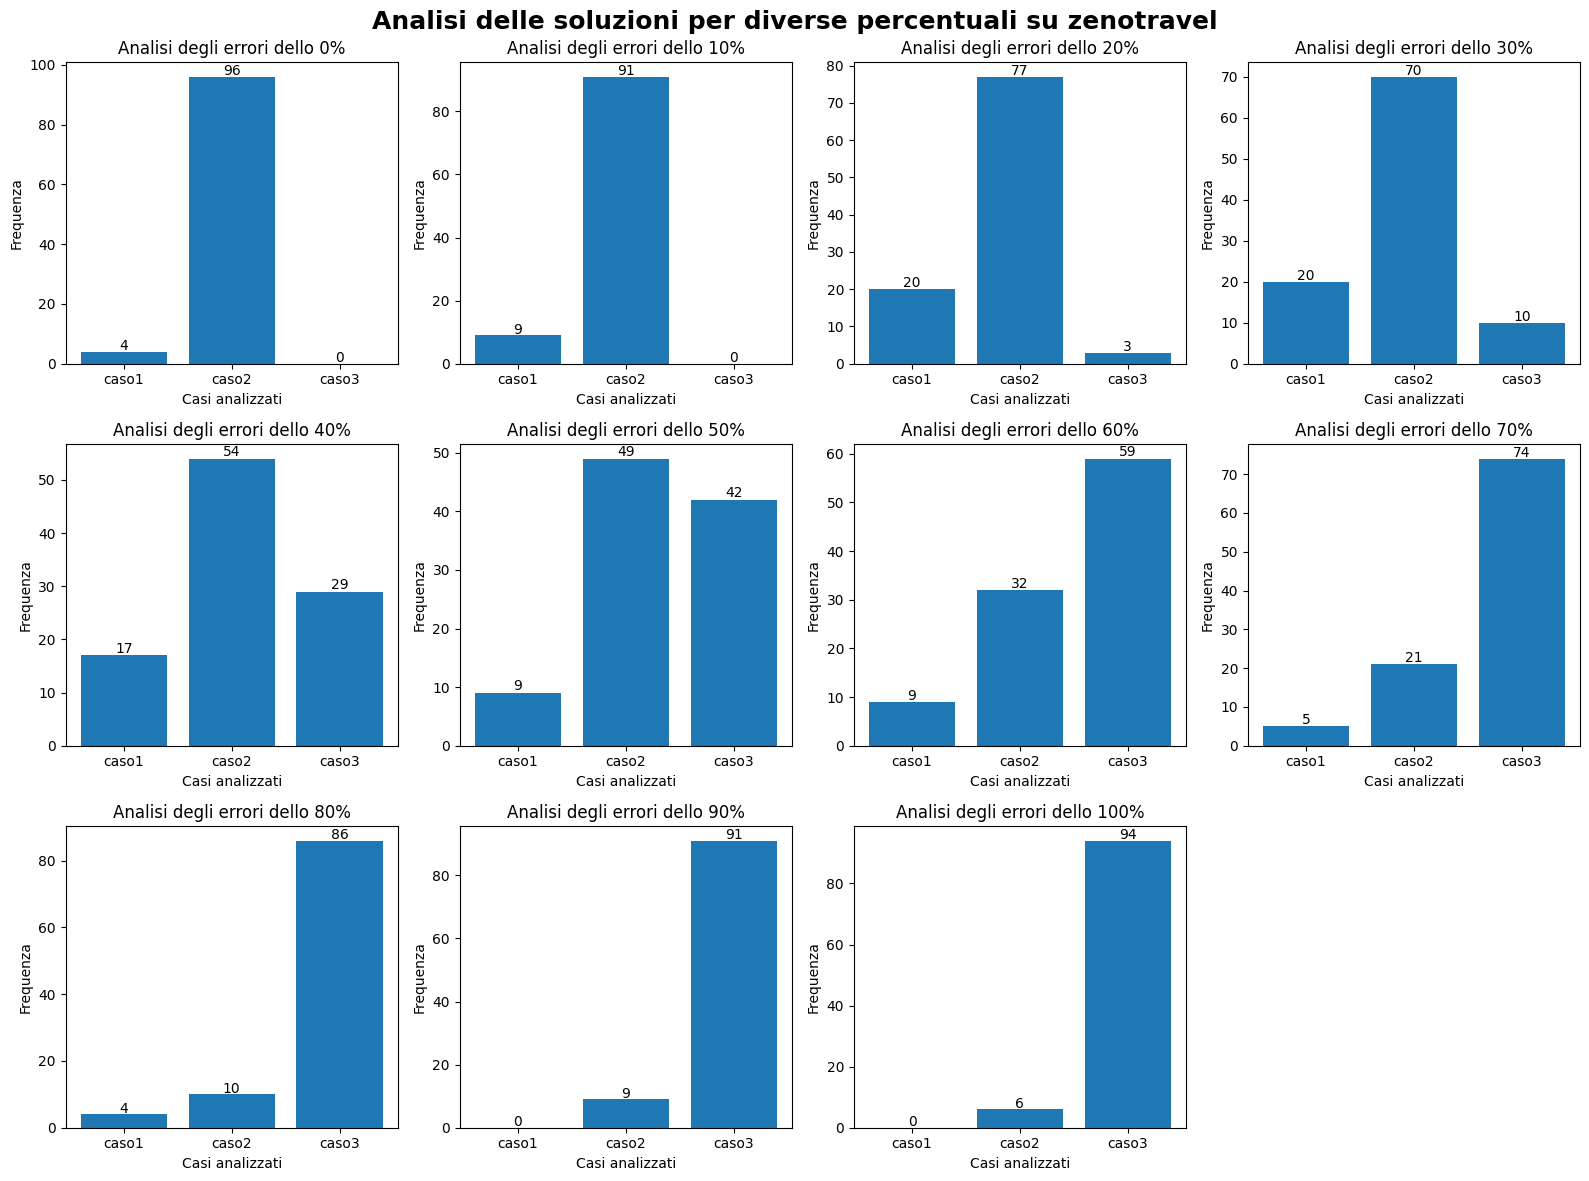 Analisi delle soluzioni per diverse percentuali su zenotravel
Analisi degli errori dello 0%
100
80
60
40
20
0
Frequenza
4
96
0
caso1
caso2
caso3
Casi analizzati
Analisi degli errori dello 10%
80
60
40
20
0
Frequenza
9
91
0
caso1
caso2
caso3
Casi analizzati
Analisi degli errori dello 20%
80
70
60
50
40
30
20
10
0
Frequenza
20
77
3
caso1
caso2
caso3
Casi analizzati
Analisi degli errori dello 30%
70
60
50
40
30
20
10
0
Frequenza
20
70
10
caso1
caso2
caso3
Casi analizzati
Analisi degli errori dello 40%
50
40
30
20
10
0
Frequenza
17
54
29
caso1
caso2
caso3
Casi analizzati
Analisi degli errori dello 50%
50
40
30
20
10
0
Frequenza
9
49
42
caso1
caso2
caso3
Casi analizzati
Analisi degli errori dello 60%
60
50
40
30
20
10
0
Frequenza
9
32
59
caso1
caso2
caso3
Casi analizzati
Analisi degli errori dello 70%
70
60
50
40
30
20
10
0
Frequenza
5
21
74
caso1
caso2
caso3
Casi analizzati
Analisi degli errori dello 80%
80
60
40
20
0
Frequenza
4
10
86
caso1
caso2
caso3
Casi analizzati
Analisi degli errori dello 90%
80
60
40
20
0
Frequenza
0
9
91
caso1
caso2
caso3
Casi analizzati
Analisi degli errori dello 100%
80
60
40
20
0
Frequenza
0
6
94
caso1
caso2
caso3
Casi analizzati